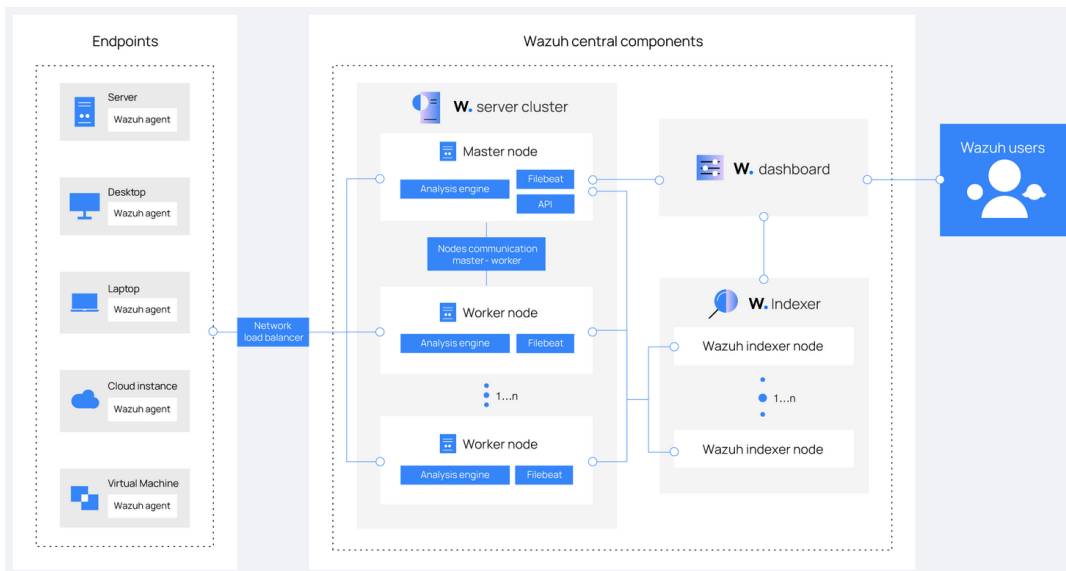 Endpoints
Server
Wazuh agent
Desktop
Wazuh agent
Laptop
Wazuh agent
Cloud instance
Wazuh agent
Virtual Machine
Wazuh agent
Network
load balancer
Wazuh central components
W. server cluster
Master node
Analysis engine
Filebeat
API
Nodes communication
master- worker
Worker node
Analysis engine
Filebeat
1...n
Worker node
Analysis engine
Filebeat
W. dashboard
W. Indexer
Wazuh indexer node
1...n
Wazuh indexer node
Wazuh users